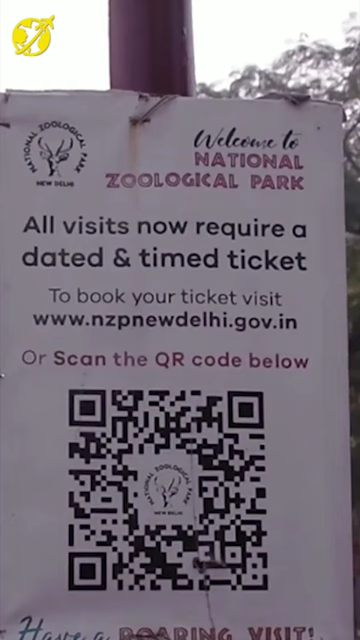 NATIONAL ZOOLOGICAL PARK
NEW DELHI
Welcome to
NATIONAL
ZOOLOGICAL PARK
All visits now require a
dated & timed ticket
To book your ticket visit
www.nzpnewdelhi.gov.in
Or Scan the QR code below
NATIONAL ZOOLOGICAL PARK
NEW DELHI
Have a ROARING VISIT!